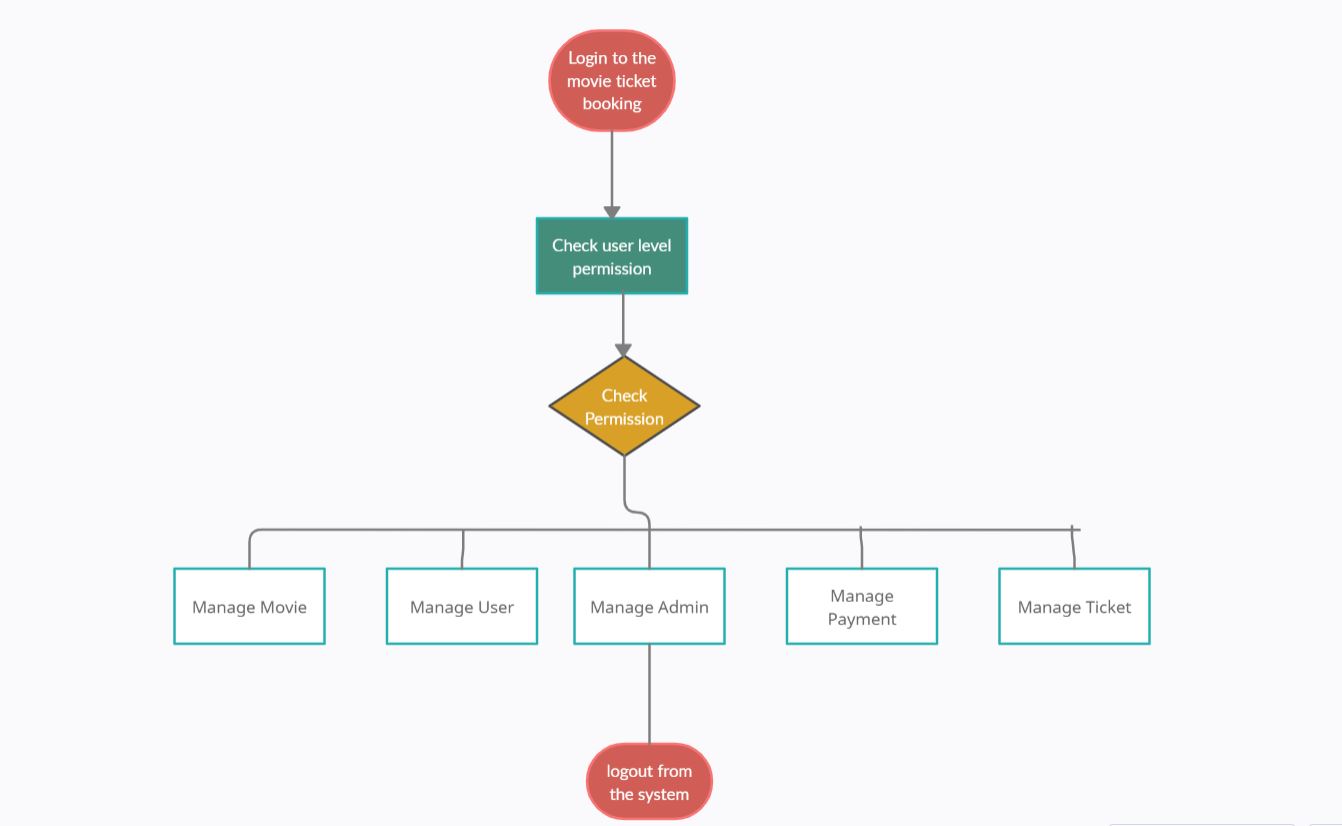 Login to the
movie ticket
booking
Check user level
permission
Check
Permission
Manage Movie
Manage User
Manage Admin
Manage
Payment
Manage Ticket
logout from
the system